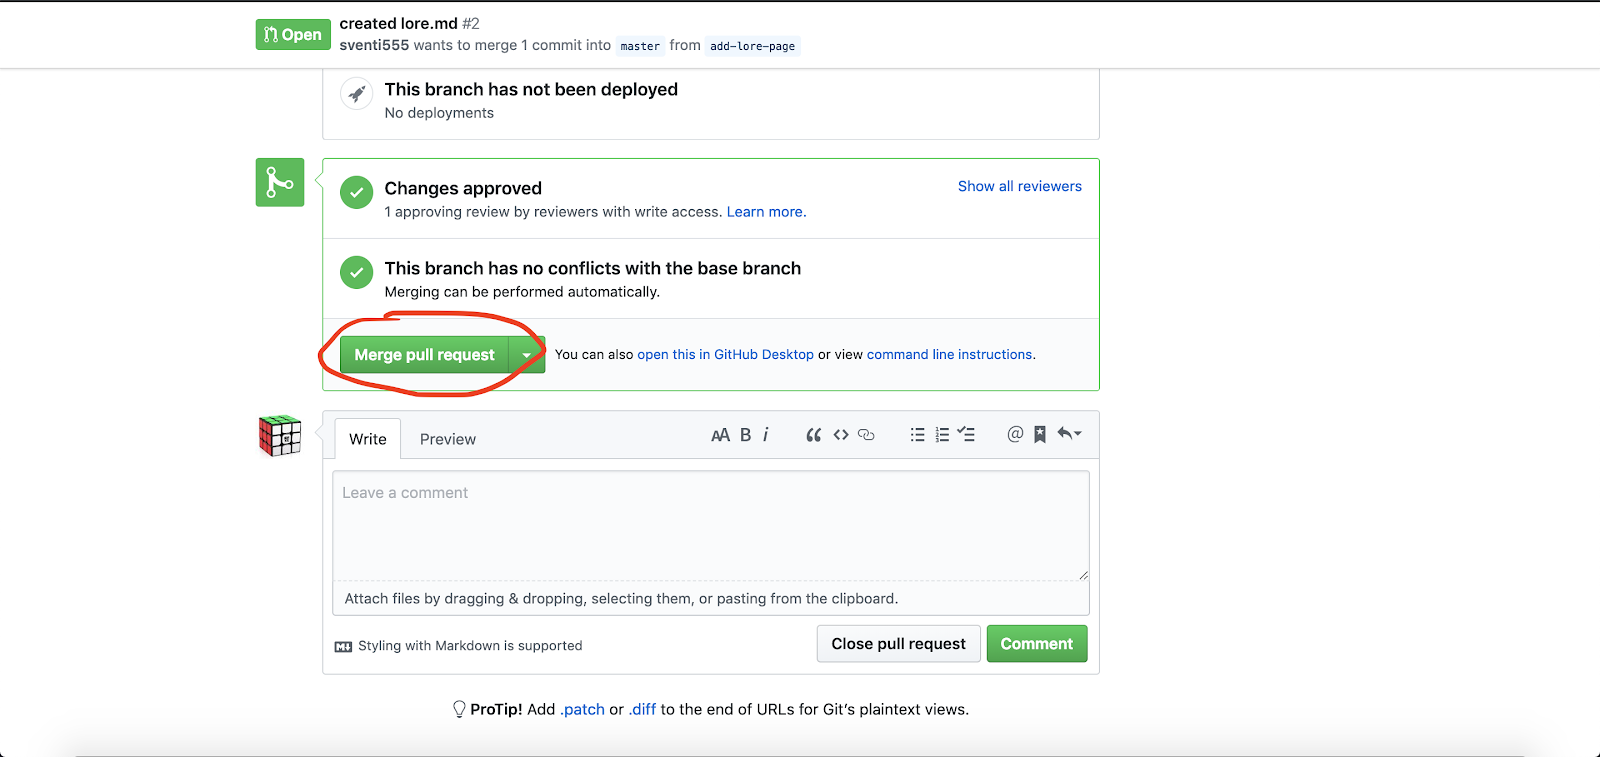 Open
created lore.md #2
sventi555 wants to merge 1 commit into master from add-lore-page
This branch has not been deployed
No deployments
Changes approved
Show all reviewers
1 approving review by reviewers with write access. Learn more.
This branch has no conflicts with the base branch
Merging can be performed automatically.
Merge pull request
You can also open this in GitHub Desktop or view command line instructions.
Write
Preview
AA B i
@
Leave a comment
Attach files by dragging & dropping, selecting them, or pasting from the clipboard.
Styling with Markdown is supported
Close pull request
Comment
ProTip! Add .patch or .diff to the end of URLs for Git’s plaintext views.